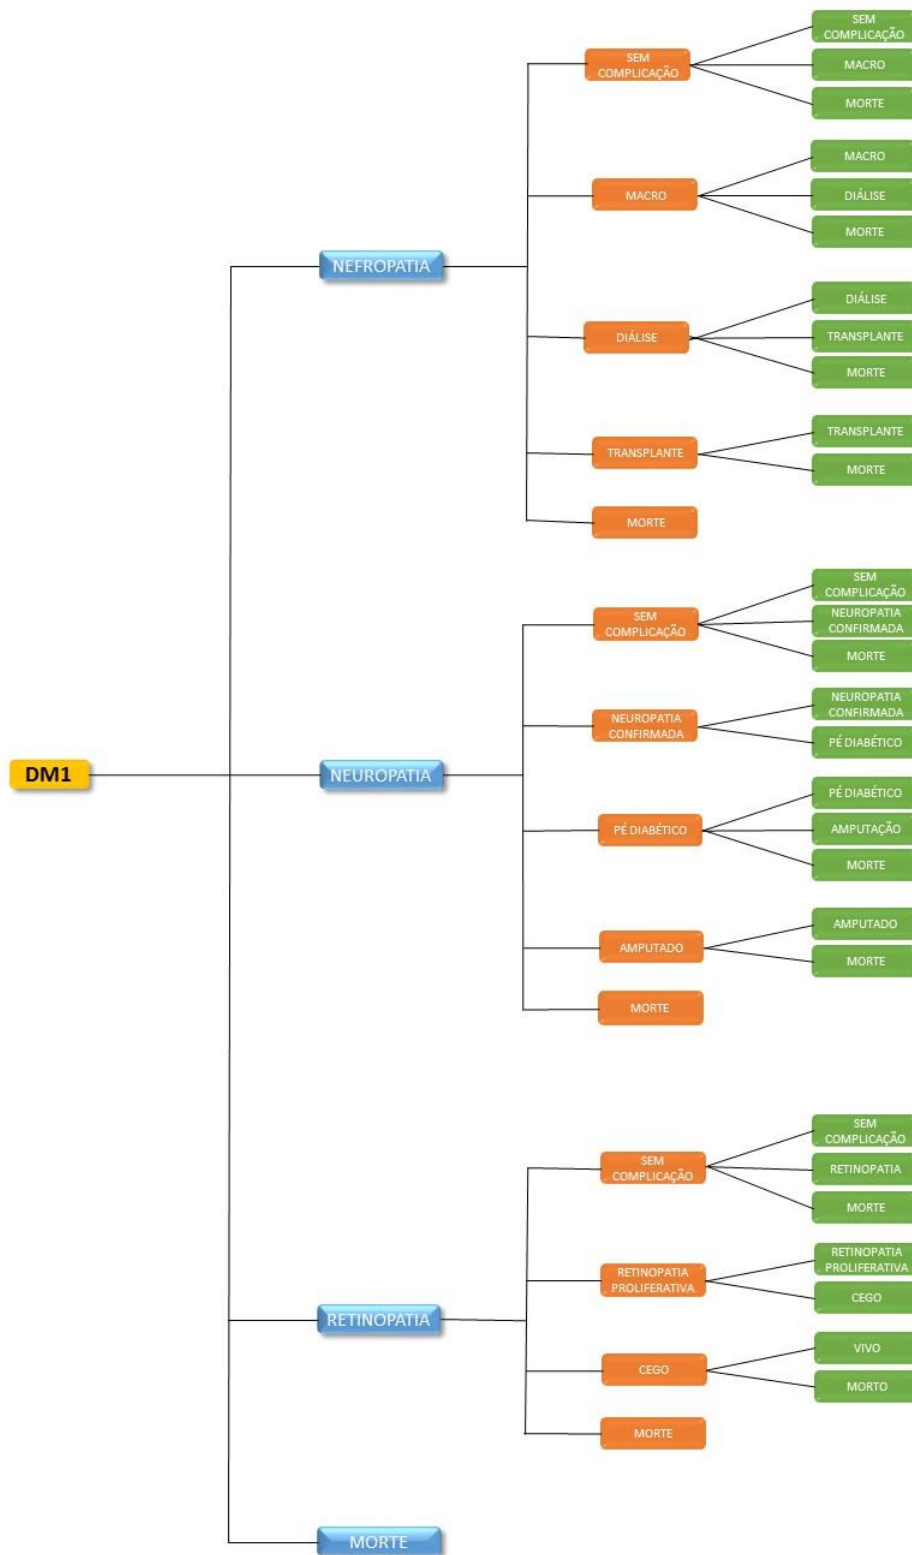 SEM
COMPLICAÇÃO
SEM
COMPLICAÇÃO
MACRO
MORTE
MACRO
MACRO
DIÁLISE
MORTE
NEFROPATIA
DIÁLISE
DIÁLISE
TRANSPLANTE
MORTE
TRANSPLANTE
TRANSPLANTE
MORTE
MORTE
SEM
COMPLICAÇÃO
SEM
COMPLICAÇÃO
NEUROPATIA
CONFIRMADA
MORTE
NEUROPATIA
CONFIRMADA
NEUROPATIA
CONFIRMADA
PÉ DIABÉTICO
DM1
NEUROPATIA
PÉ DIABÉTICO
PÉ DIABÉTICO
AMPUTAÇÃO
MORTE
AMPUTADO
AMPUTADO
MORTE
MORTE
SEM
COMPLICAÇÃO
SEM
COMPLICAÇÃO
RETINOPATIA
MORTE
RETINOPATIA
PROLIFERATIVA
RETINOPATIA
PROLIFERATIVA
CEGO
RETINOPATIA
CEGO
VIVO
MORTO
MORTE
MORTE